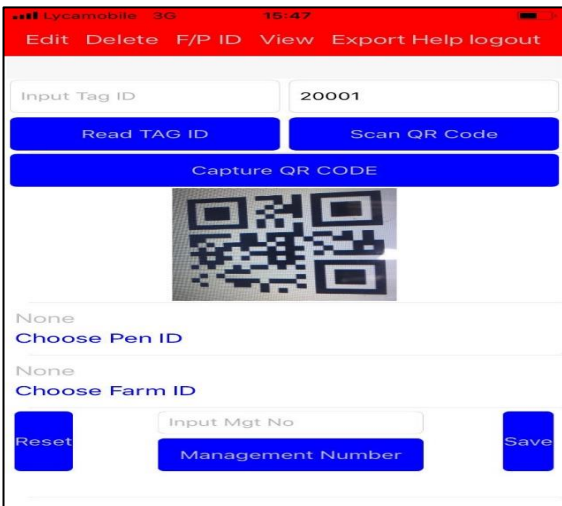 Lycamobile 3G 15:47
Edit Delete F/P ID View Export Help logout
Input Tag ID 20001
Read TAG ID Scan QR Code
Capture QR CODE
None
Choose Pen ID
None
Choose Farm ID
Input Mgt No
Reset Management Number Save